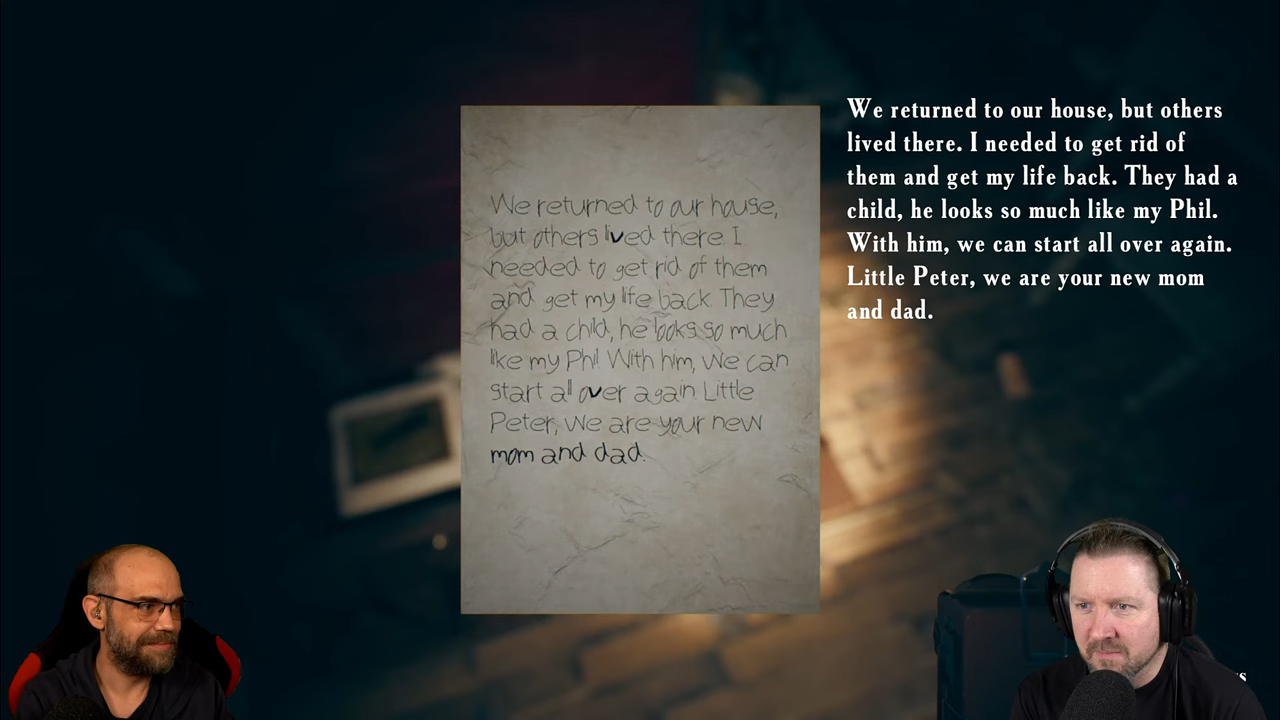 We returned to our house,
but others lived there. I
needed to get rid of them
and get my life back. They
had a child, he looks so much
like my Phil. With him, we can
start all over again. Little
Peter, we are your new
mom and dad.
We returned to our house, but others
lived there. I needed to get rid of
them and get my life back. They had a
child, he looks so much like my Phil.
With him, we can start all over again.
Little Peter, we are your new mom
and dad.